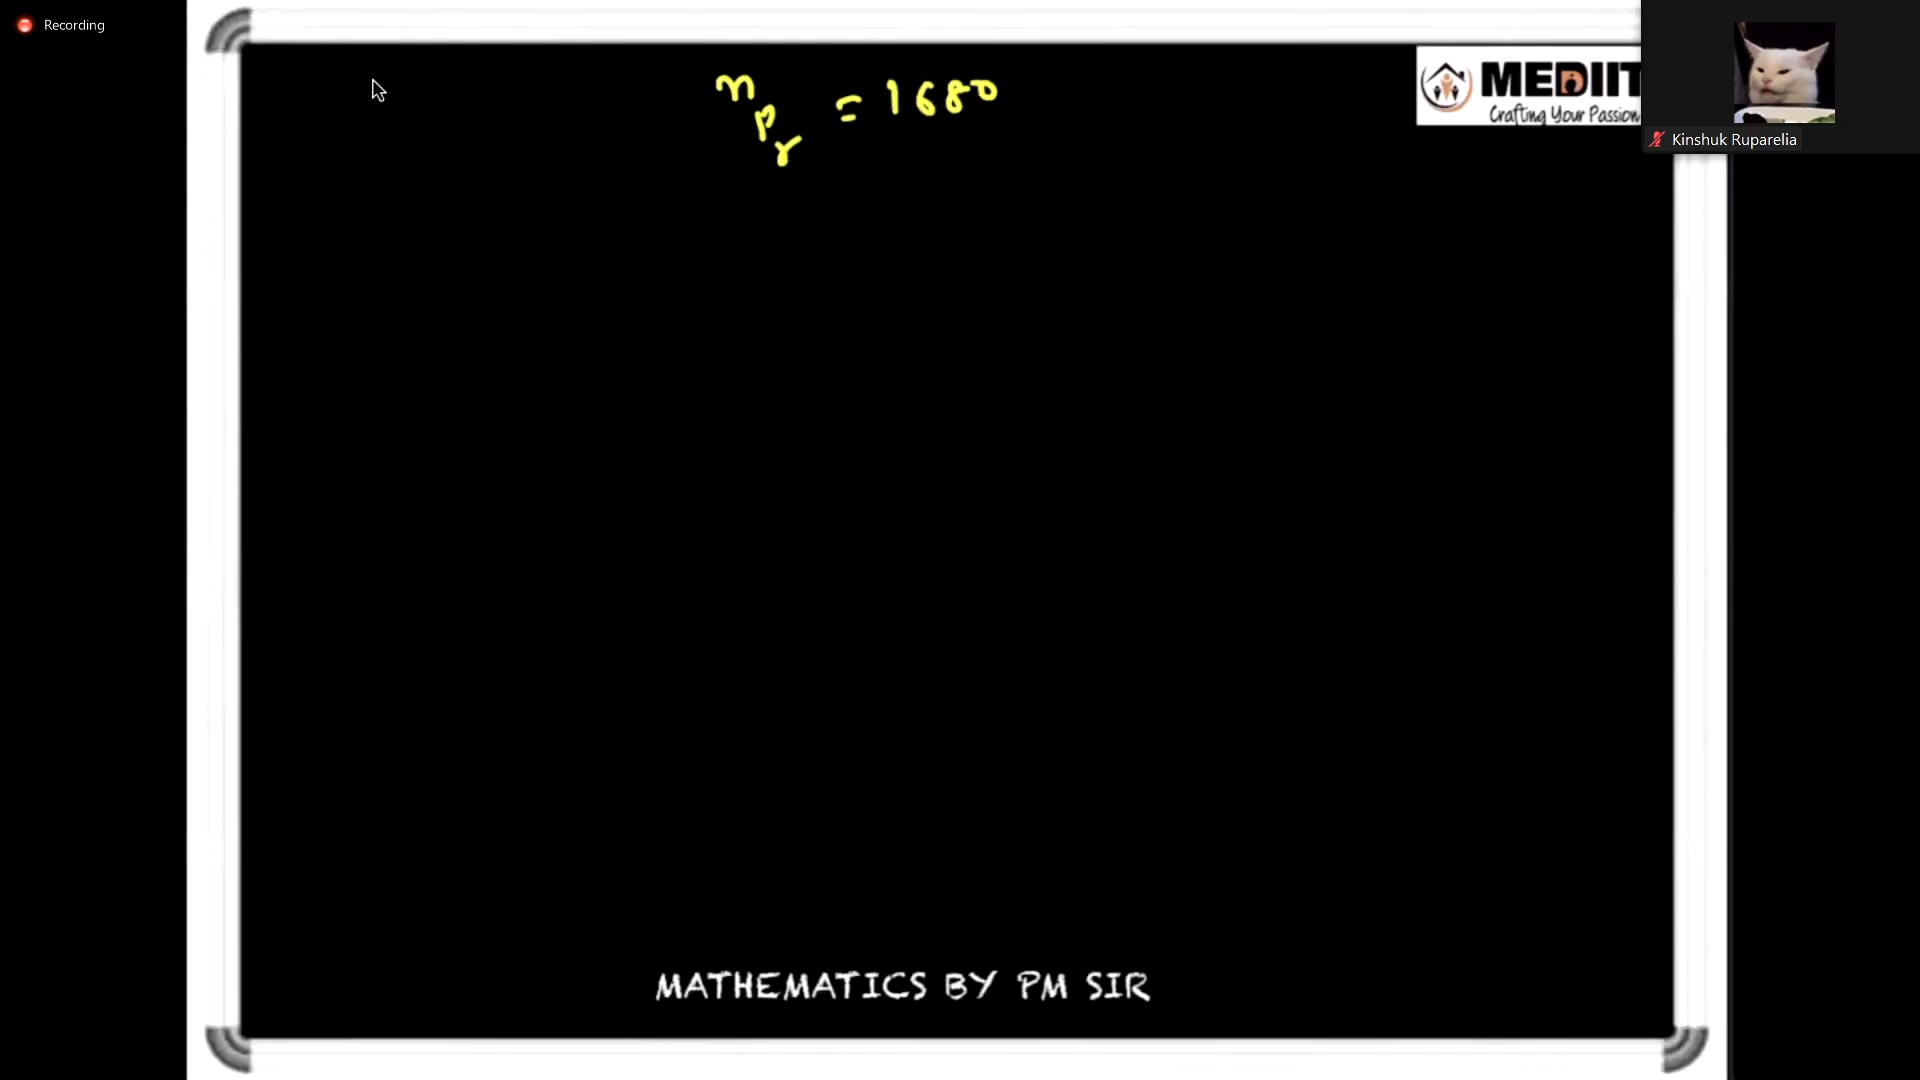 Recording
nPr = 1680
MEDIIT
Crafting Your Passion
Kinshuk Ruparelia
MATHEMATICS BY PM SIR